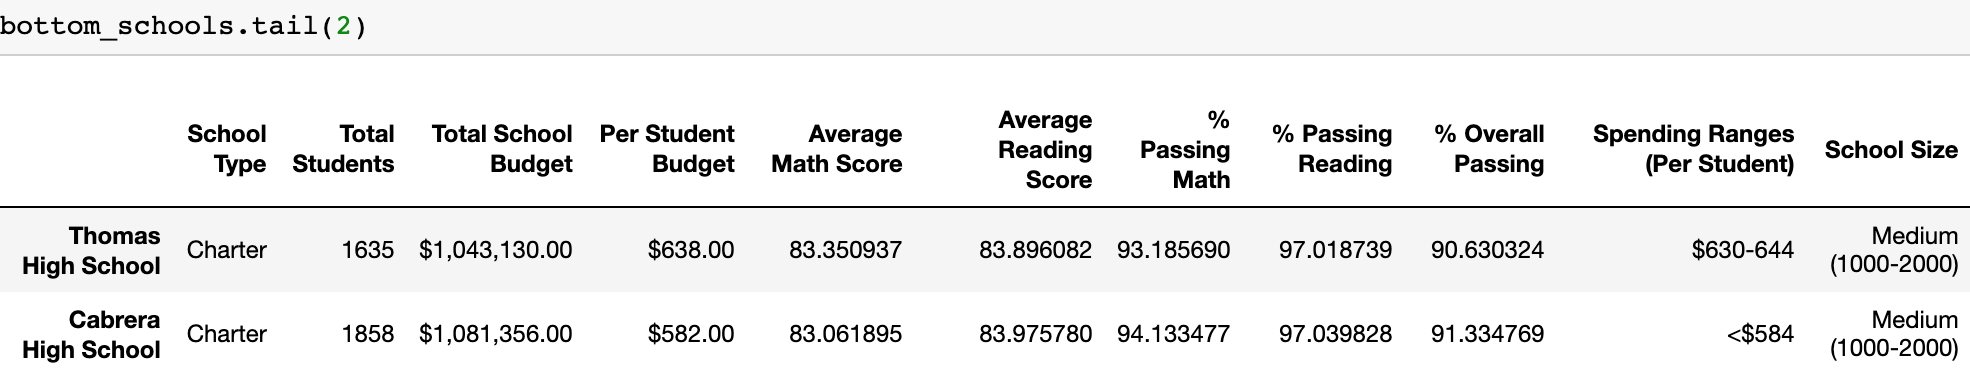 bottom_schools.tail(2)
School Type Total Students Total School Budget Per Student Budget Average Math Score Average Reading Score % Passing Math % Passing Reading % Overall Passing Spending Ranges (Per Student) School Size
Thomas High School Charter 1635 $1,043,130.00 $638.00 83.350937 83.896082 93.185690 97.018739 90.630324 $630-644 Medium (1000-2000)
Cabrera High School Charter 1858 $1,081,356.00 $582.00 83.061895 83.975780 94.133477 97.039828 91.334769 <$584 Medium (1000-2000)